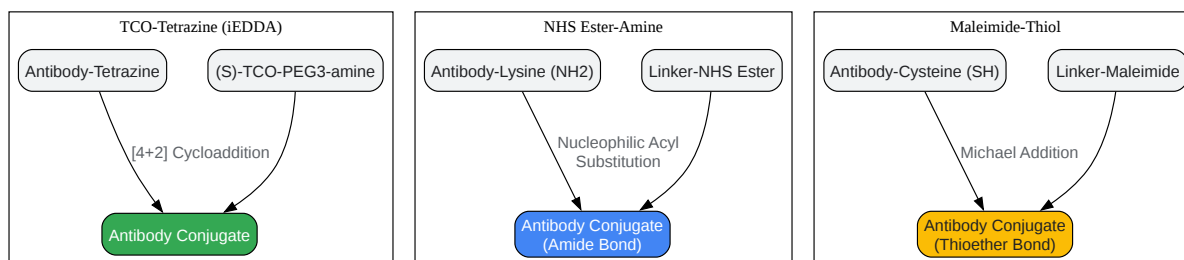 TCO-Tetrazine (iEDDA)
Antibody-Tetrazine
(S)-TCO-PEG3-amine
[4+2] Cycloaddition
Antibody Conjugate
NHS Ester-Amine
Antibody-Lysine (NH2)
Linker-NHS Ester
Nucleophilic Acyl
Substitution
Antibody Conjugate
(Amide Bond)
Maleimide-Thiol
Antibody-Cysteine (SH)
Linker-Maleimide
Michael Addition
Antibody Conjugate
(Thioether Bond)